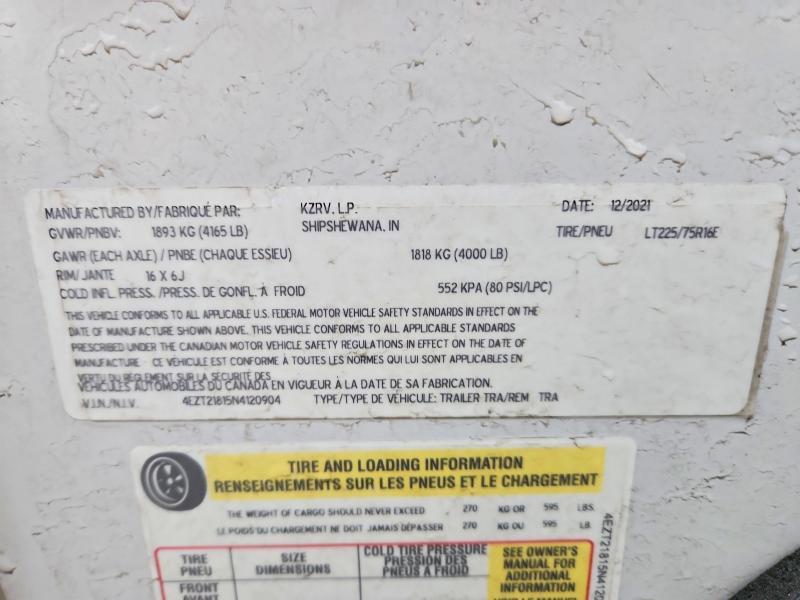 MANUFACTURED BY/FABRIQUÉ PAR: KZRV, L.P. DATE: 12/2021
GVWR/PNBV: 1893 KG (4165 LB) SHIPSHEWANA, IN TIRE/PNEU LT225/75R16E
GAWR (EACH AXLE) / PNBE (CHAQUE ESSIEU) 1818 KG (4000 LB)
RIM/ JANTE 16 X 6J
COLD INFL. PRESS. /PRESS. DE GONFL. À FROID 552 KPA (80 PSI/LPC)
THIS VEHICLE CONFORMS TO ALL APPLICABLE U.S. FEDERAL MOTOR VEHICLE SAFETY STANDARDS IN EFFECT ON THE
DATE OF MANUFACTURE SHOWN ABOVE. THIS VEHICLE CONFORMS TO ALL APPLICABLE STANDARDS
PRESCRIBED UNDER THE CANADIAN MOTOR VEHICLE SAFETY REGULATIONS IN EFFECT ON THE DATE OF
MANUFACTURE . CE VÉHICULE EST CONFORME À TOUTES LES NORMES QUI LUI SONT APPLICABLES EN
VERTU DU RÈGLEMENT SUR LA SÉCURITÉ DES
VÉHICULES AUTOMOBILES DU CANADA EN VIGUEUR À LA DATE DE SA FABRICATION.
V.I.N./N.I.V. 4EZT21815N4120904 TYPE/TYPE DE VÉHICULE: TRAILER TRA/REM TRA
TIRE AND LOADING INFORMATION
RENSEIGNEMENTS SUR LES PNEUS ET LE CHARGEMENT
THE WEIGHT OF CARGO SHOULD NEVER EXCEED 270 KG OR 595 LBS.
LE POIDS DU CHARGEMENT NE DOIT JAMAIS DÉPASSER 270 KG OU 595 LB.
TIRE
PNEU
SIZE
DIMENSIONS
COLD TIRE PRESSURE
PRESSION DES
PNEUS A FROID
SEE OWNER'S
MANUAL FOR
ADDITIONAL
INFORMATION
FRONT
4EZT21815N4120